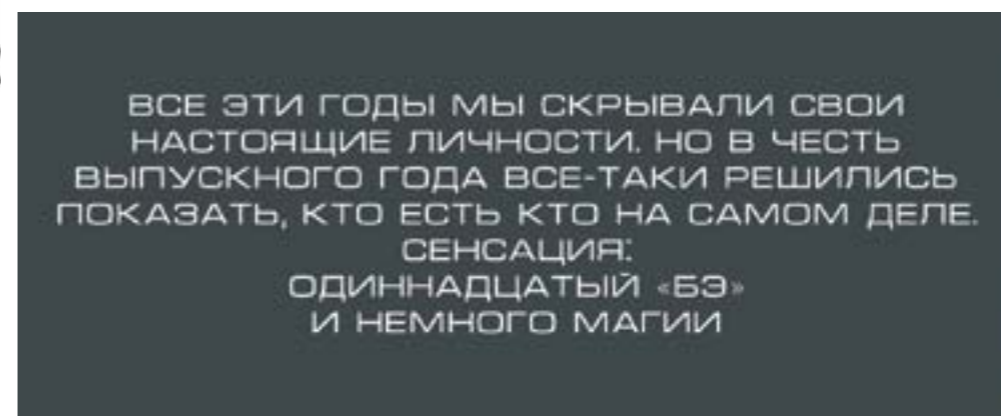 ВСЕ ЭТИ ГОДЫ МЫ СКРЫВАЛИ СВОИ
НАСТОЯЩИЕ ЛИЧНОСТИ. НО В ЧЕСТЬ
ВЫПУСКНОГО ГОДА ВСЕ-ТАКИ РЕШИЛИСЬ
ПОКАЗАТЬ, КТО ЕСТЬ КТО НА САМОМ ДЕЛЕ.
СЕНСАЦИЯ:
ОДИННАДЦАТЫЙ «БЭ»
И НЕМНОГО МАГИИ